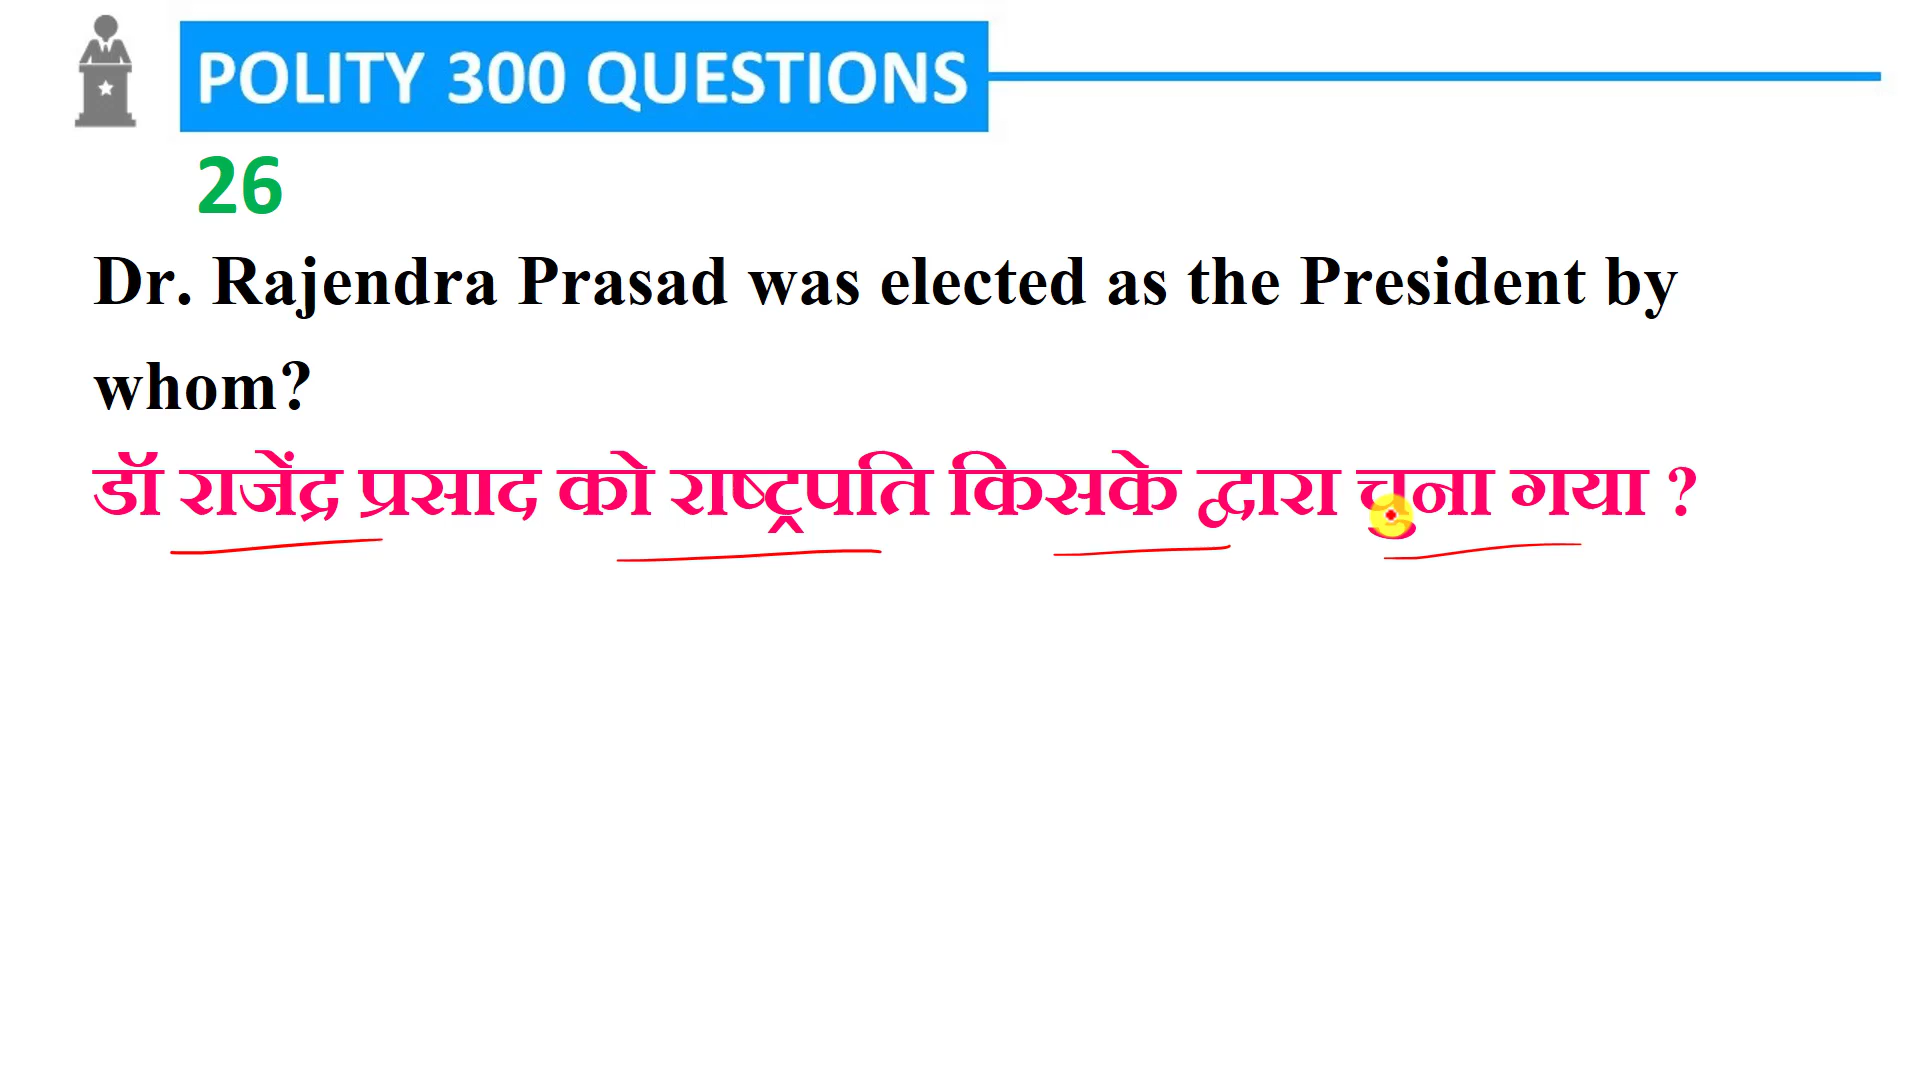 POLITY 300 QUESTIONS
26
Dr. Rajendra Prasad was elected as the President by
whom?
डॉ राजेंद्र प्रसाद को राष्ट्रपति किसके द्वारा चुना गया ?